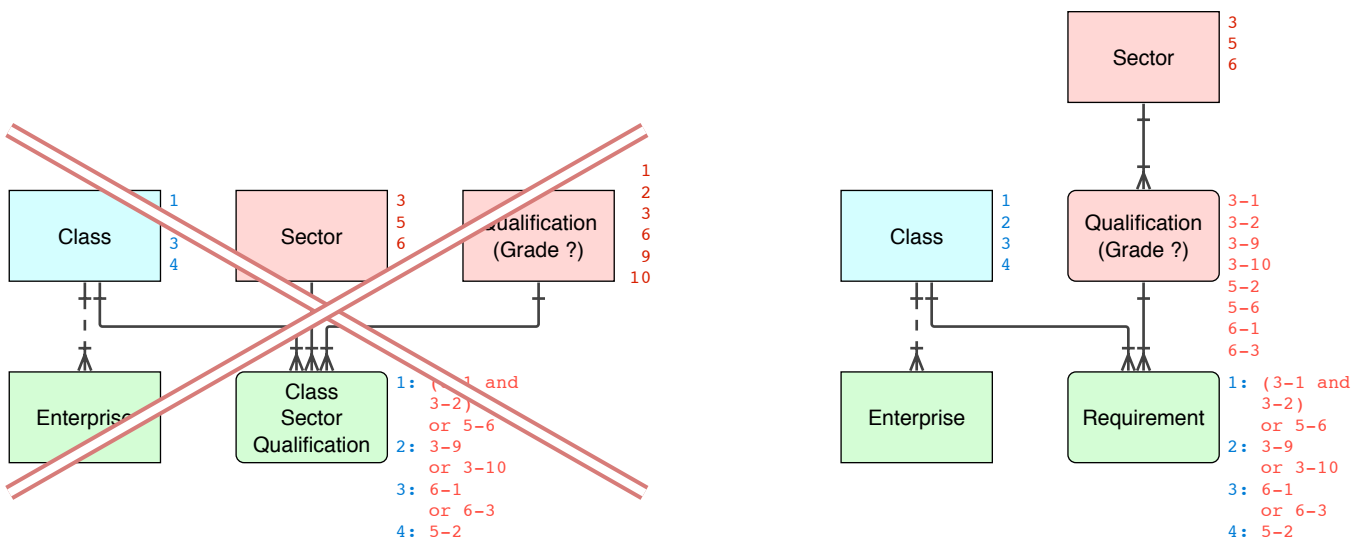 Class
1
3
4
Sector
3
5
6
Qualification
(Grade ?)
1
2
3
6
9
10
Enterprise
Class
Sector
Qualification
1: (3-1 and
3-2)
or 5-6
2: 3-9
or 3-10
3: 6-1
or 6-3
4: 5-2
Sector
3
5
6
Class
1
2
3
4
Qualification
(Grade ?)
3-1
3-2
3-9
3-10
5-2
5-6
6-1
6-3
Enterprise
Requirement
1: (3-1 and
3-2)
or 5-6
2: 3-9
or 3-10
3: 6-1
or 6-3
4: 5-2